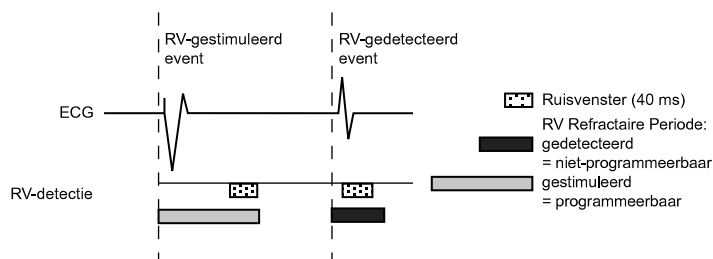 RV-gestimuleerd
event
RV-gedetecteerd
event
ECG
RV-detectie
Ruisvenster (40 ms)
RV Refractaire Periode:
gedetecteerd
= niet-programmeerbaar
gestimuleerd
= programmeerbaar